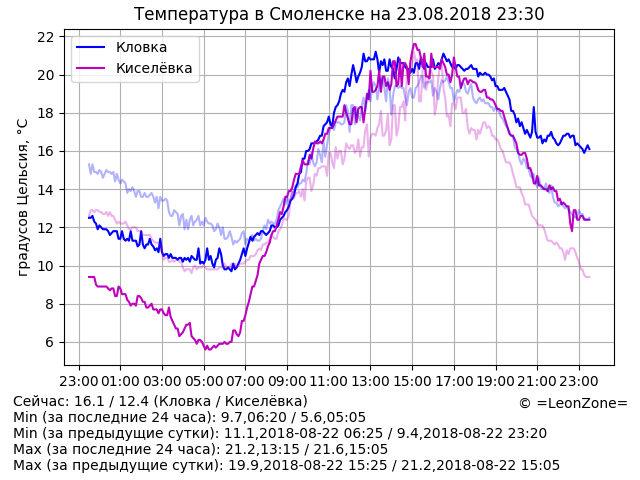 Температура в Смоленске на 23.08.2018 23:30
Кловка
Киселёвка
градусов Цельсия, °C
22
20
18
16
14
12
10
8
6
23:00 01:00 03:00 05:00 07:00 09:00 11:00 13:00 15:00 17:00 19:00 21:00 23:00
Сейчас: 16.1 / 12.4 (Кловка / Киселёвка)
© =LeonZone=
Min (за последние 24 часа): 9.7,06:20 / 5.6,05:05
Min (за предыдущие сутки): 11.1,2018-08-22 06:25 / 9.4,2018-08-22 23:20
Max (за последние 24 часа): 21.2,13:15 / 21.6,15:05
Max (за предыдущие сутки): 19.9,2018-08-22 15:25 / 21.2,2018-08-22 15:05